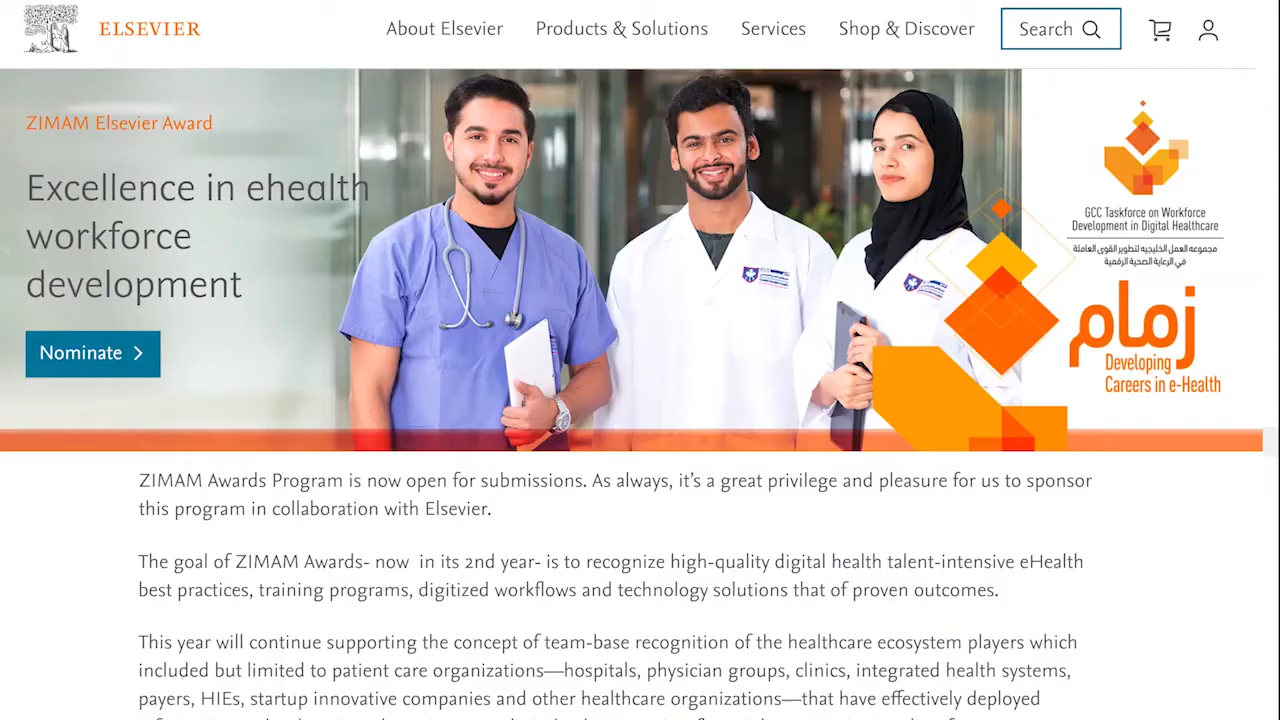 ELSEVIER
About Elsevier
Products & Solutions
Services
Shop & Discover
Search
ZIMAM Elsevier Award
Excellence in ehealth
workforce
development
Nominate
GCC Taskforce on Workforce
Development in Digital Healthcare
مجموعه العمل الخليجيه لتطوير القوى العاملة
في الرعاية الصحية الرقمية
زمام
Developing
Careers in e-Health
ZIMAM Awards Program is now open for submissions. As always, it’s a great privilege and pleasure for us to sponsor
this program in collaboration with Elsevier.
The goal of ZIMAM Awards- now in its 2nd year- is to recognize high-quality digital health talent-intensive eHealth
best practices, training programs, digitized workflows and technology solutions that of proven outcomes.
This year will continue supporting the concept of team-base recognition of the healthcare ecosystem players which
included but limited to patient care organizations—hospitals, physician groups, clinics, integrated health systems,
payers, HIEs, startup innovative companies and other healthcare organizations—that have effectively deployed